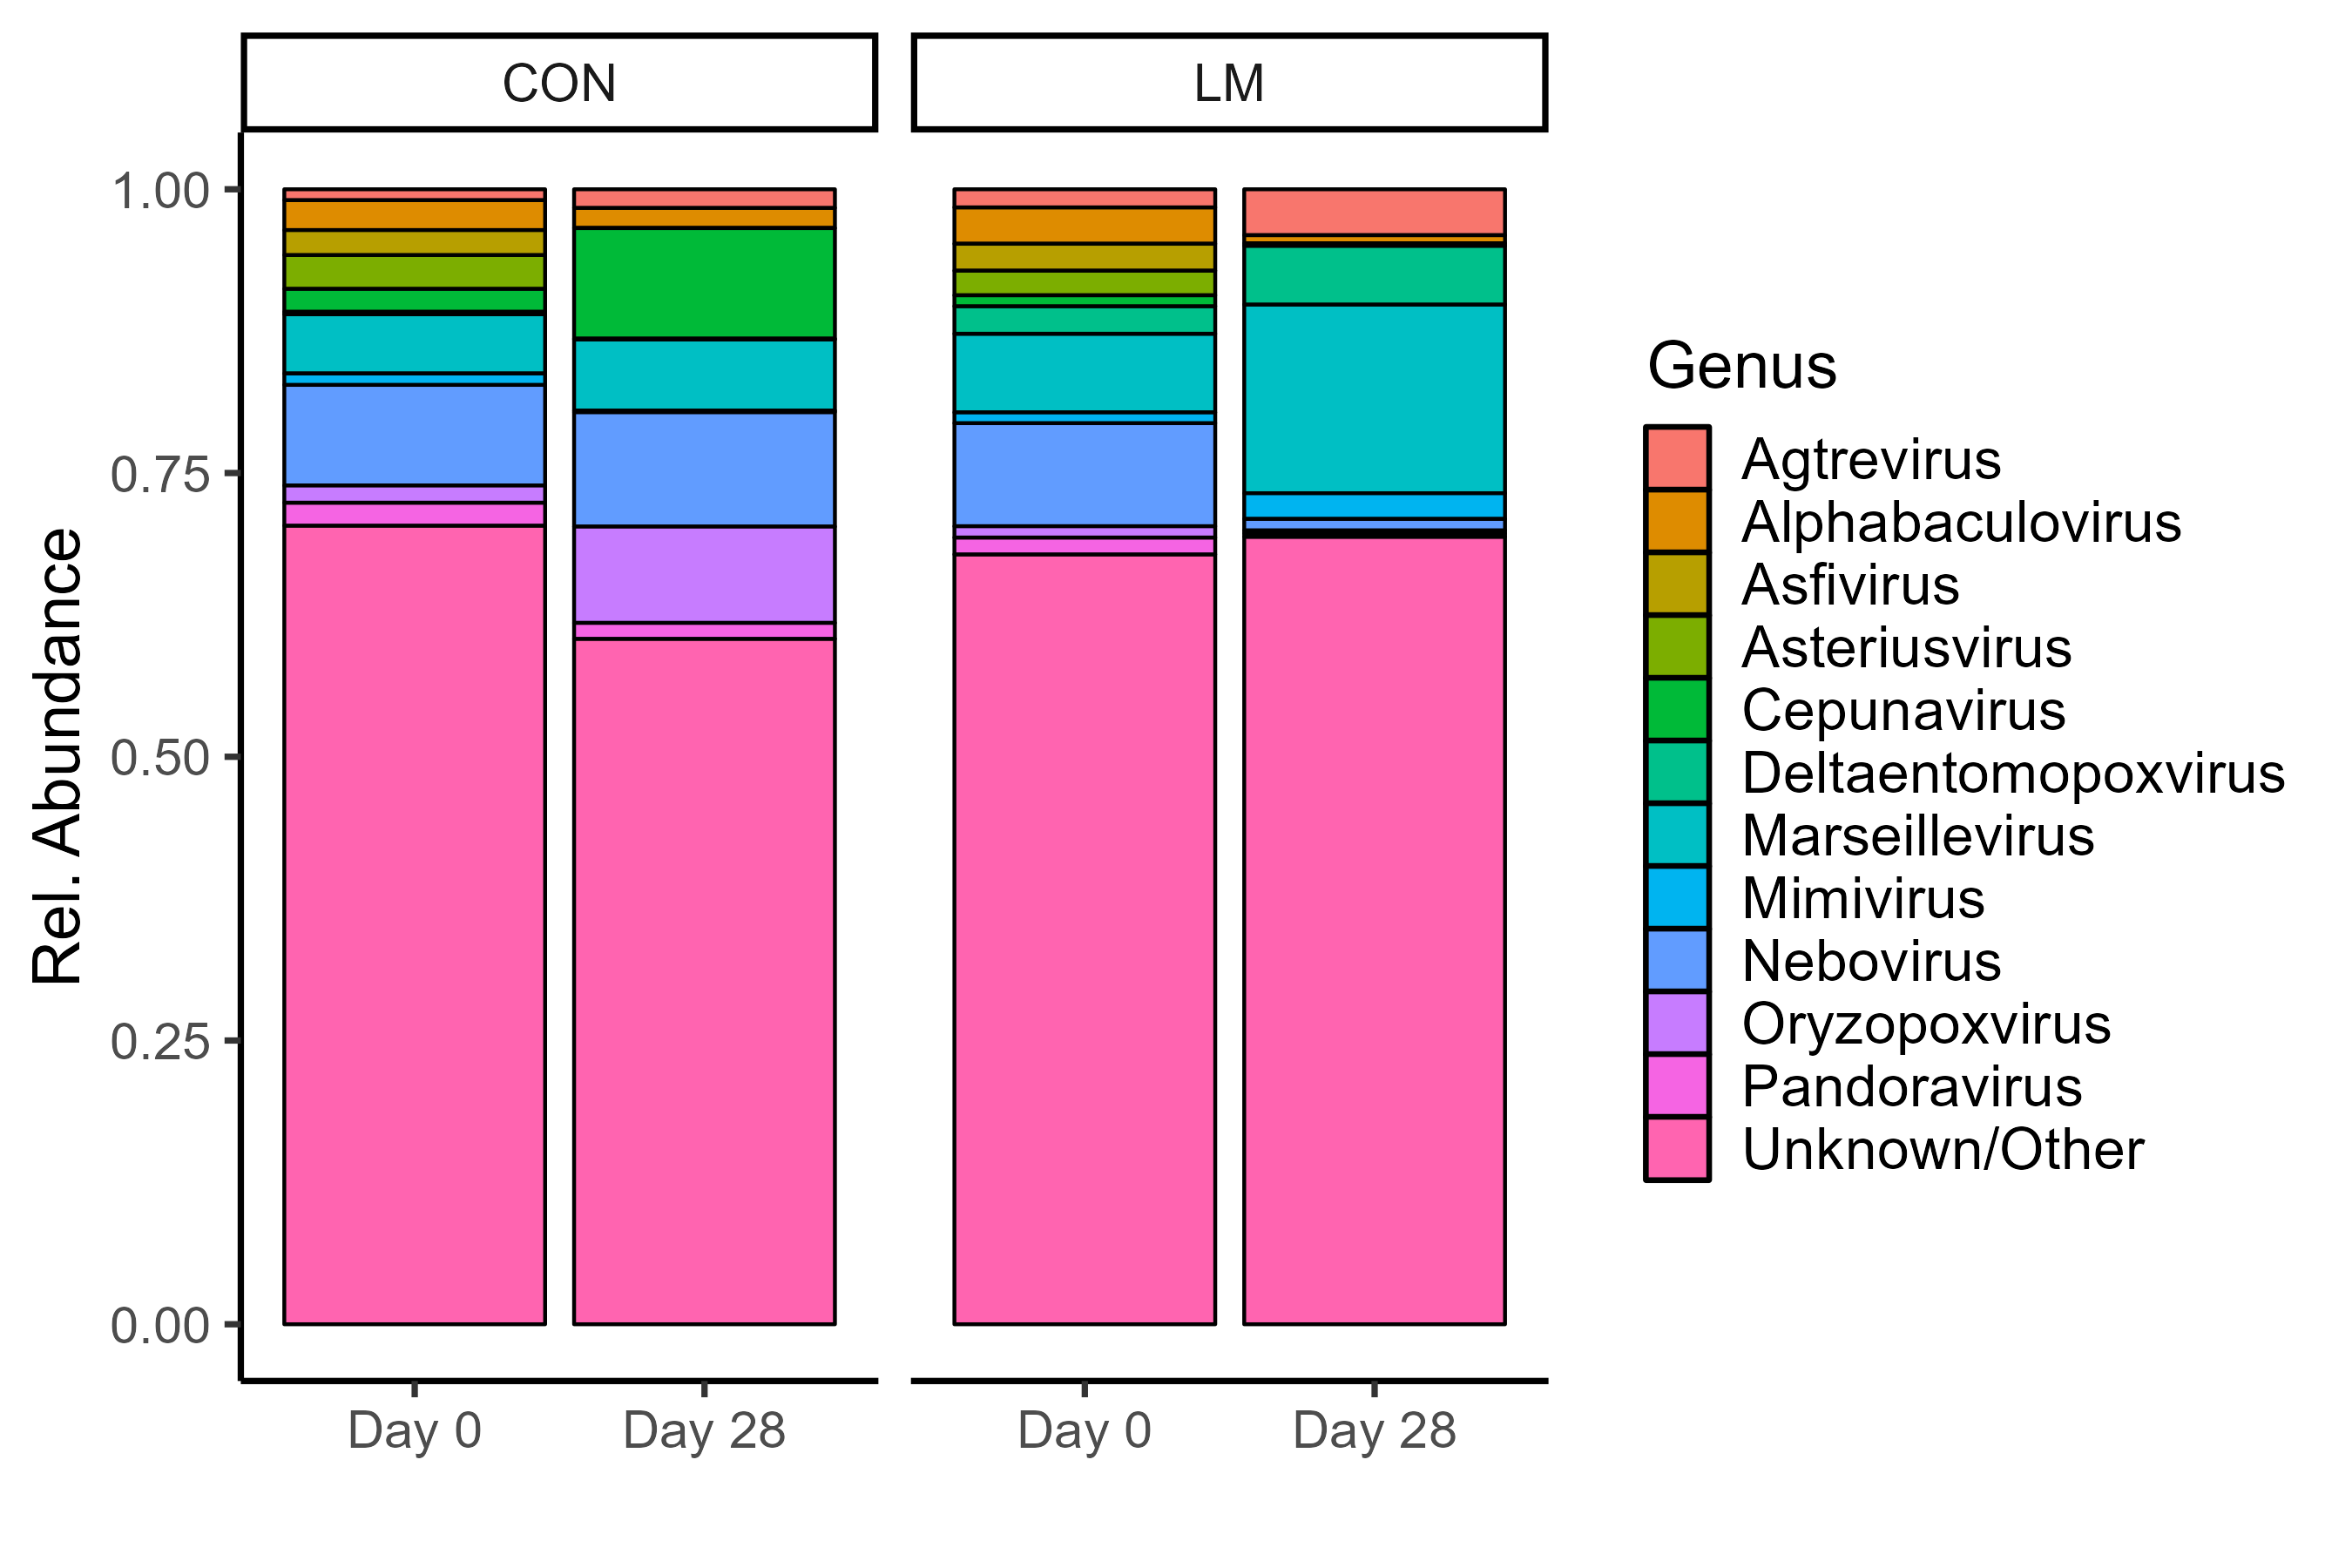 CON
LM
1.00
0.75
0.50
0.25
0.00
Rel. Abundance
Day 0
Day 28
Day 0
Day 28
Genus
Agtrevirus
Alphabaculovirus
Asfivirus
Asteriusvirus
Cepunavirus
Deltaentomopoxvirus
Marseillevirus
Mimivirus
Nebovirus
Oryzopoxvirus
Pandoravirus
Unknown/Other